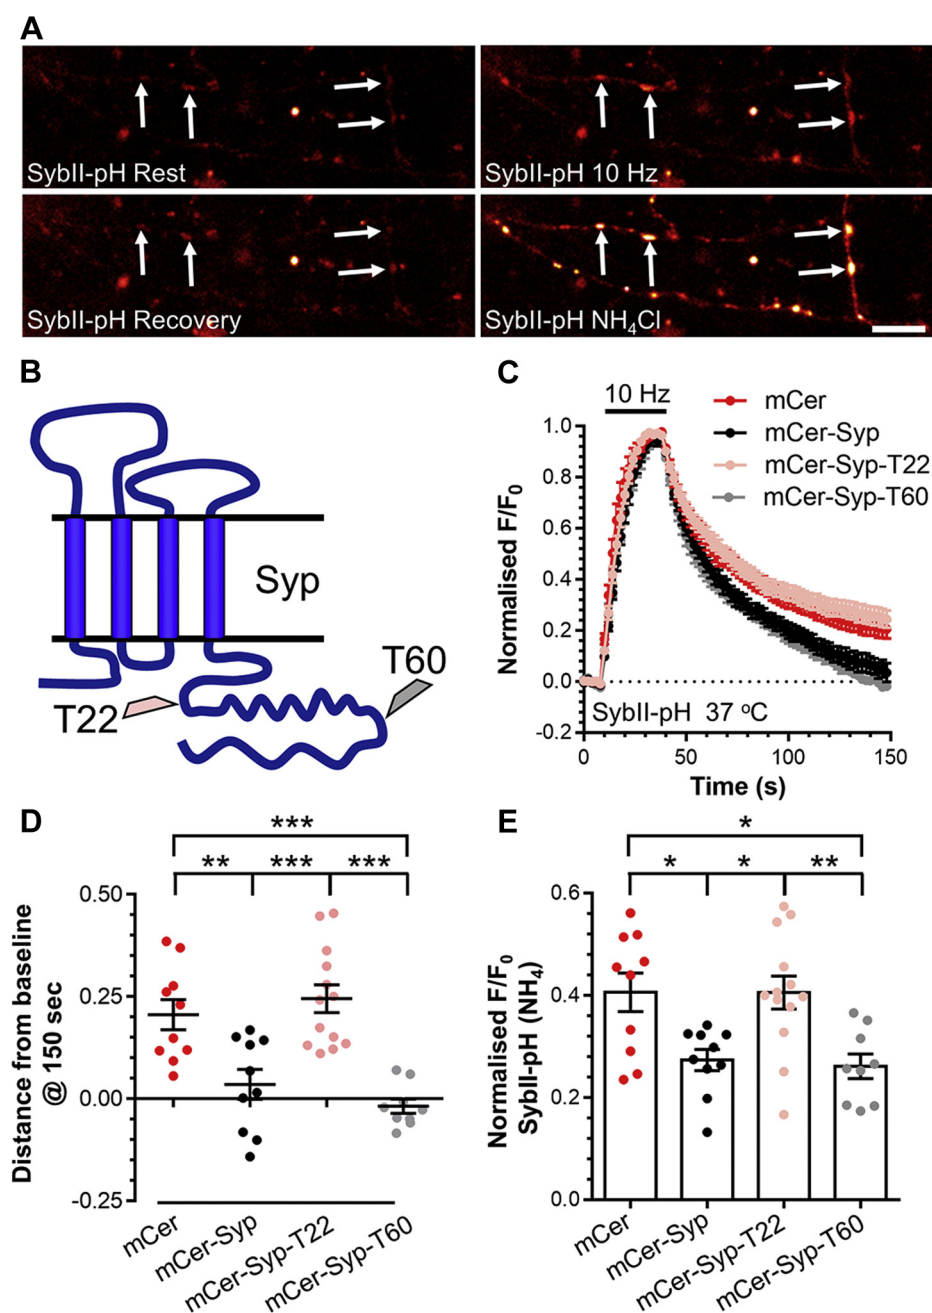 A
SybII-pH Rest
SybII-pH 10 Hz
SybII-pH Recovery
SybII-pH NH₄Cl
B
Syp
T60
T22
C
10 Hz
mCer
mCer-Syp
mCer-Syp-T22
mCer-Syp-T60
Normalised F/F₀
1.0
0.8
0.6
0.4
0.2
0.0
-0.2
SybII-pH 37 ºC
0
50
100
150
Time (s)
D
***
** *** ***
Distance from baseline
@ 150 sec
0.50
0.25
0.00
-0.25
mCer
mCer-Syp
mCer-Syp-T22
mCer-Syp-T60
E
*
* * **
Normalised F/F₀
SybII-pH (NH₄)
0.6
0.4
0.2
0.0
mCer
mCer-Syp
mCer-Syp-T22
mCer-Syp-T60